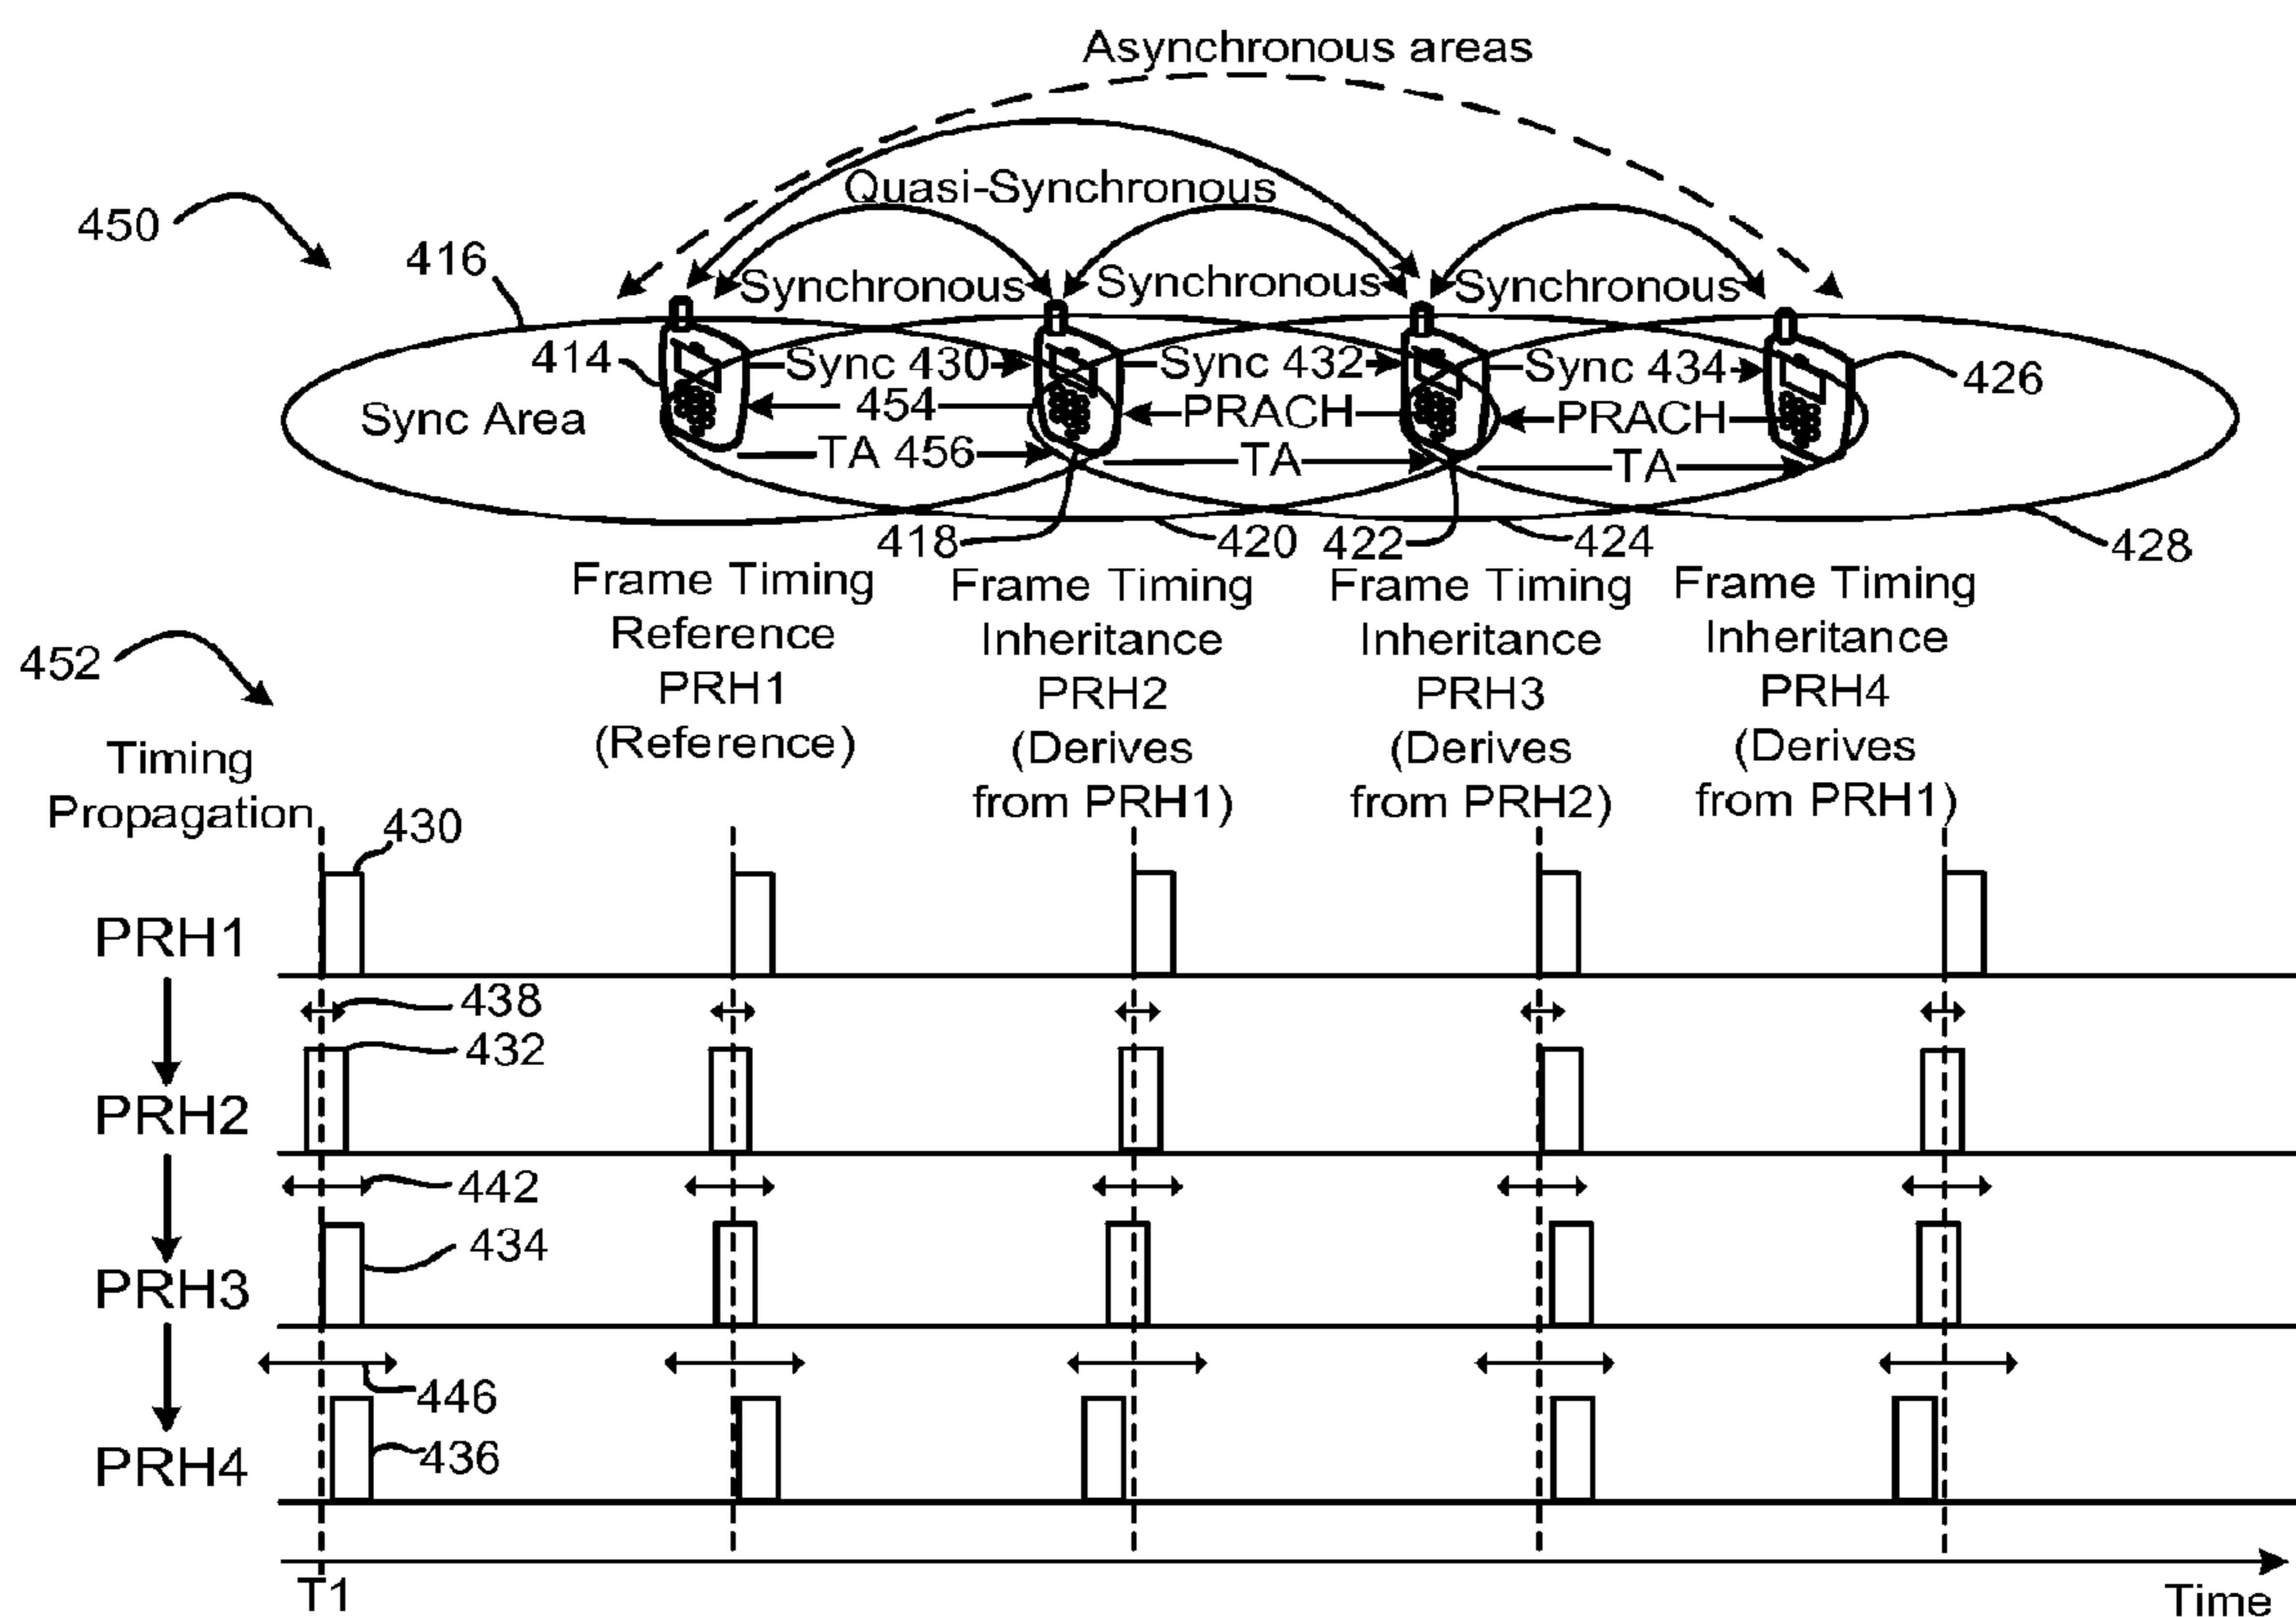 Asynchronous areas
Quasi-Synchronous
450
416
Synchronous Synchronous Synchronous
414 Sync 430 Sync 432 Sync 434 426
Sync Area 454 PRACH PRACH
TA 456 TA TA
418 420 422 424 428
Frame Timing Reference PRH1 (Reference)
Frame Timing
Inheritance
PRH2
(Derives
from PRH1)
Frame Timing
Inheritance
PRH3
(Derives
from PRH2)
Frame Timing
Inheritance
PRH4
(Derives
from PRH1)
452
Timing
Propagation
430
PRH1
438
432
PRH2
442
434
PRH3
446
436
PRH4
T1
Time